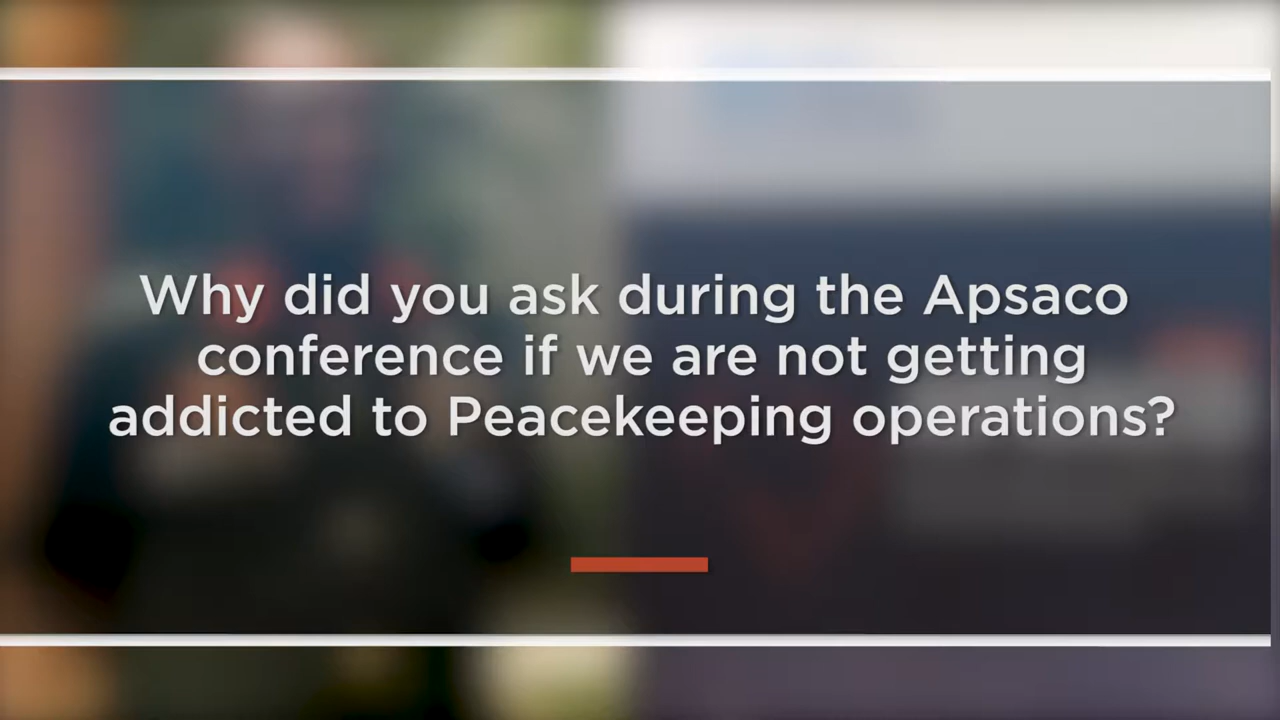 Why did you ask during the Apsaco
conference if we are not getting
addicted to Peacekeeping operations?